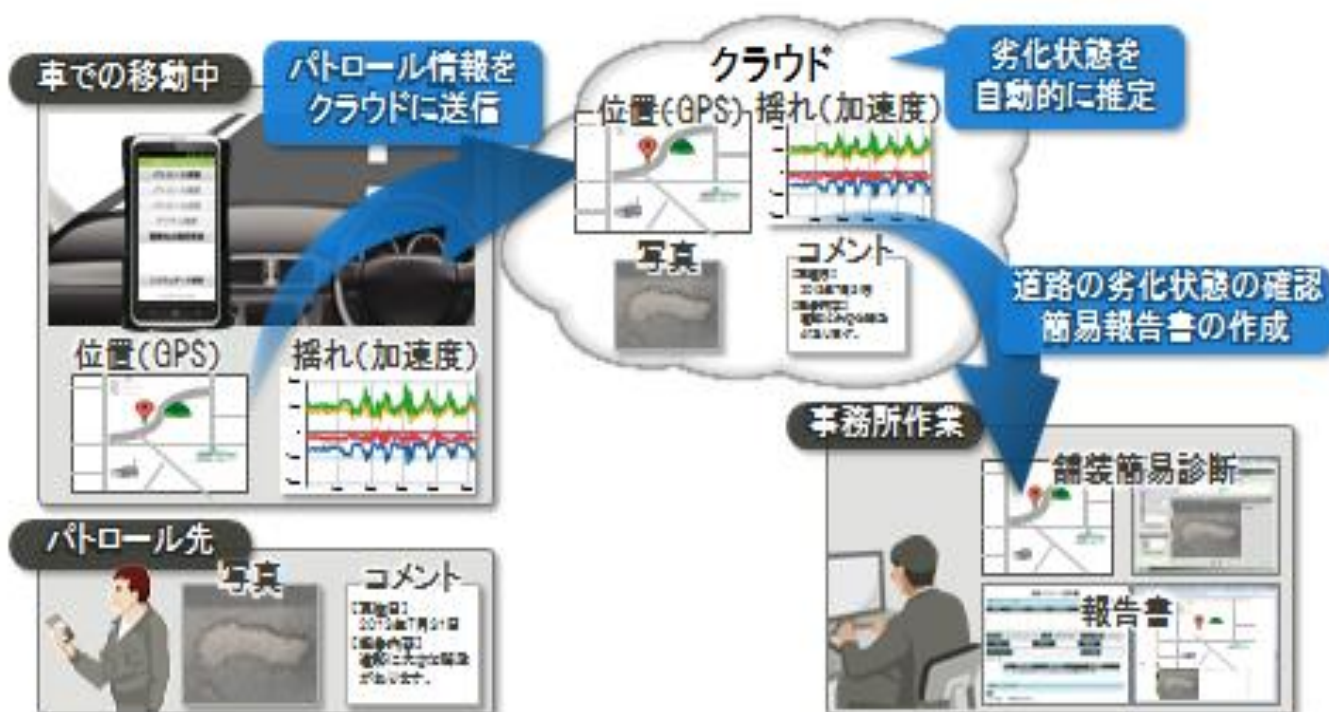 車での移動中
パトロール情報を
クラウドに送信
クラウド
位置(GPS)
揺れ(加速度)
劣化状態を
自動的に推定
写真
コメント
道路の劣化状態の確認
簡易報告書の作成
位置(GPS)
揺れ(加速度)
パトロール先
写真
コメント
があります。
事務所作業
舗装簡易診断
報告書